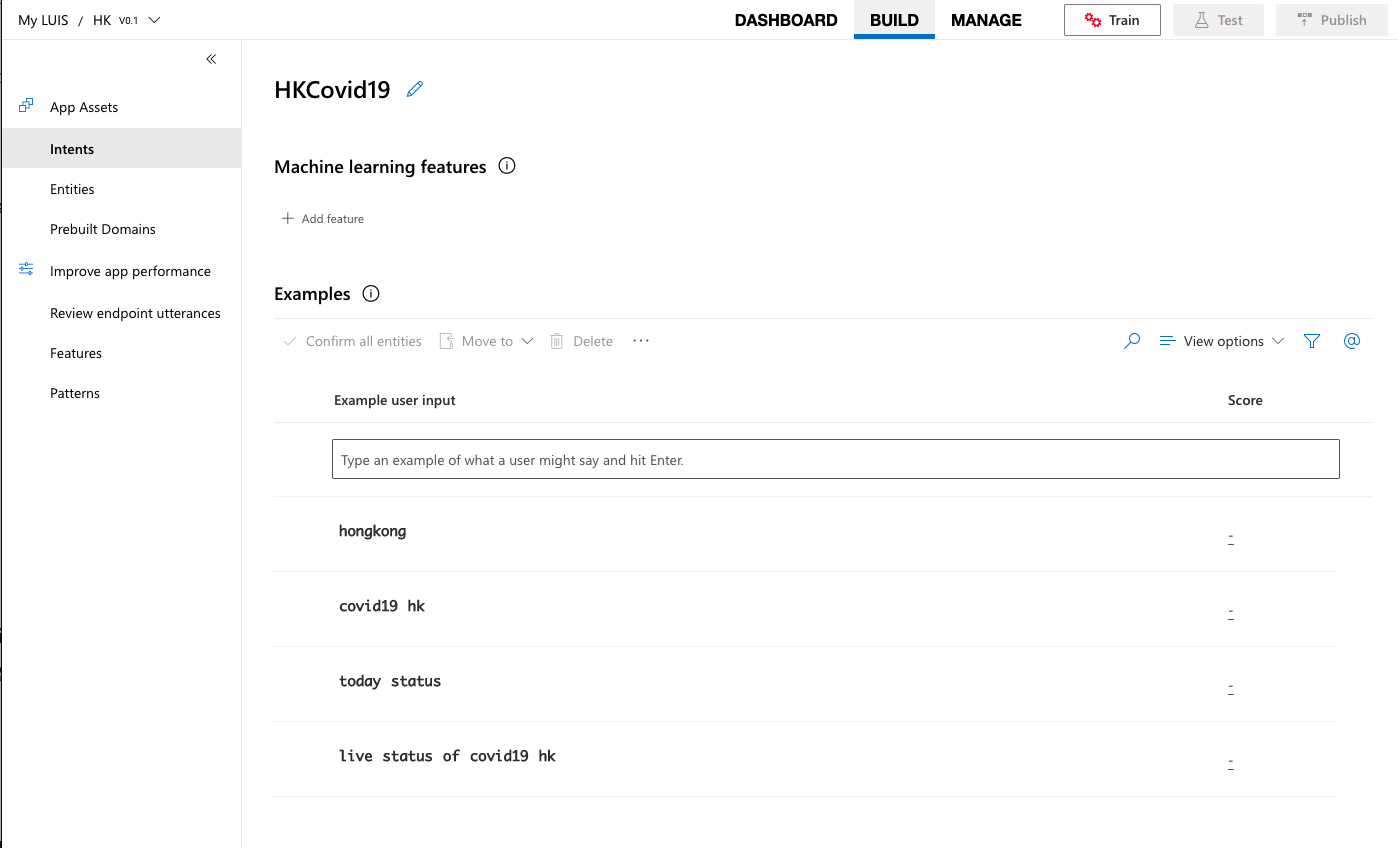 My LUIS / HK V0.1
DASHBOARD BUILD MANAGE Train Test Publish
App Assets
Intents
Entities
Prebuilt Domains
Improve app performance
Review endpoint utterances
Features
Patterns
HKCovid19
Machine learning features
Add feature
Examples
Confirm all entities Move to Delete ... View options @
Example user input Score
Type an example of what a user might say and hit Enter.
hongkong -
covid19 hk -
today status -
live status of covid19 hk -